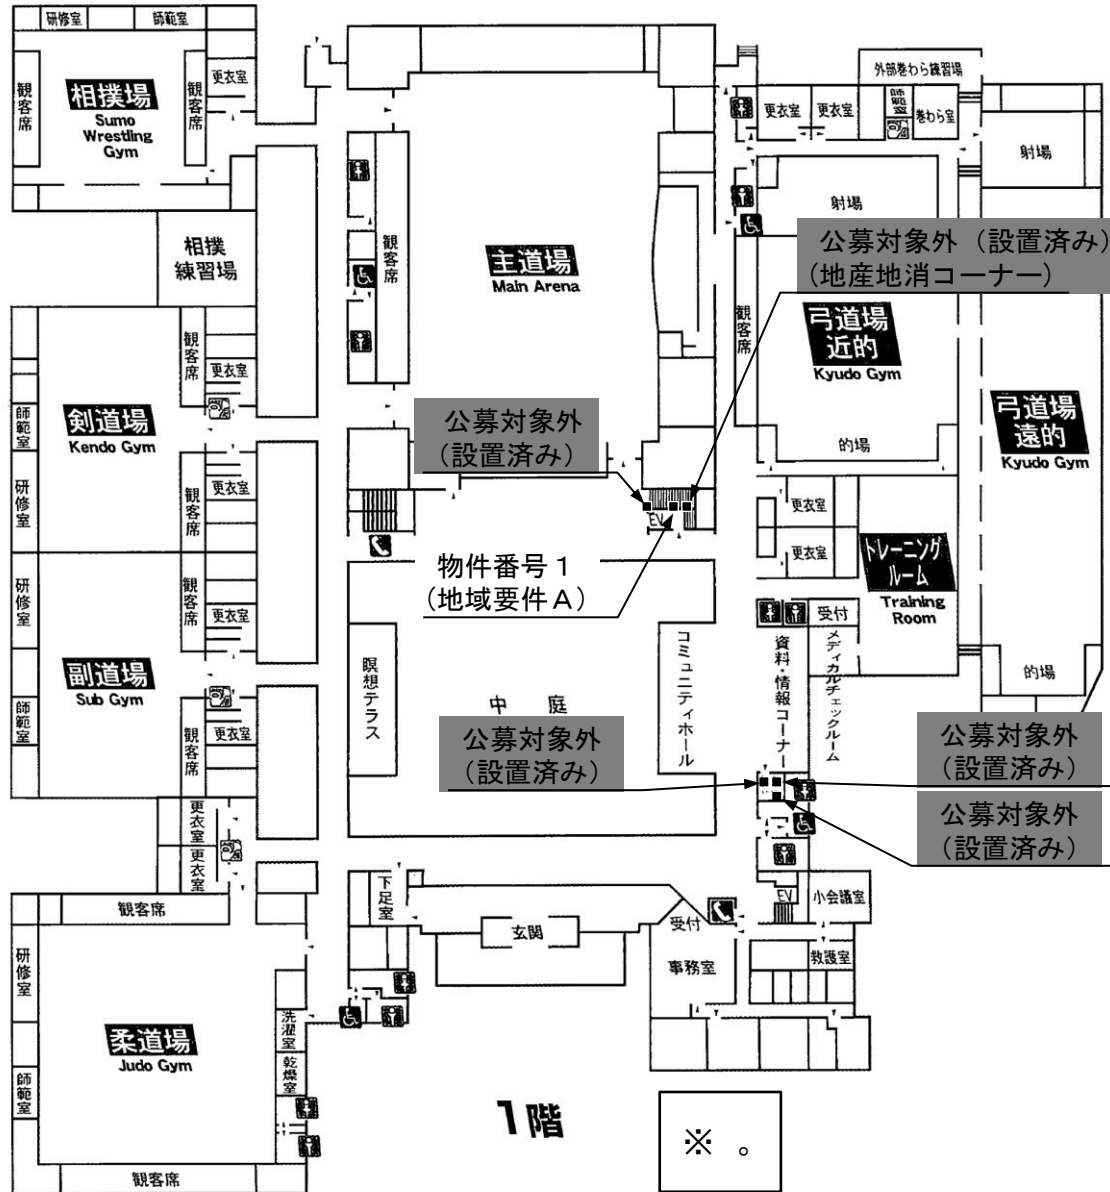 研修室
師範室
外部巻わら練習場
観客席
相撲場
Sumo
Wrestling
Gym
観客席
更衣室
更衣室
更衣室
師範室
巻わら室
射場
射場
相撲
練習場
観客席
主道場
Main Arena
公募対象外(設置済み)
(地産地消コーナー)
観客席
弓道場
近的
Kyudo Gym
弓道場
遠的
Kyudo Gym
観客席
更衣室
師範室
剣道場
Kendo Gym
公募対象外
(設置済み)
的場
研修室
観客席
更衣室
EV
更衣室
更衣室
トレーニング
ルーム
Training
Room
物件番号1
(地域要件A)
研修室
観客席
更衣室
受付
副道場
Sub Gym
瞑想テラス
中庭
コミュニティホール
資料・情報コーナー
メディカルチェックルーム
的場
師範室
観客席
更衣室
公募対象外
(設置済み)
公募対象外
(設置済み)
公募対象外
(設置済み)
更衣室
更衣室
観客席
下足室
玄関
受付
事務室
EV
小会議室
救護室
研修室
柔道場
Judo Gym
洗濯室
乾燥室
師範室
観客席
1階
※ 。